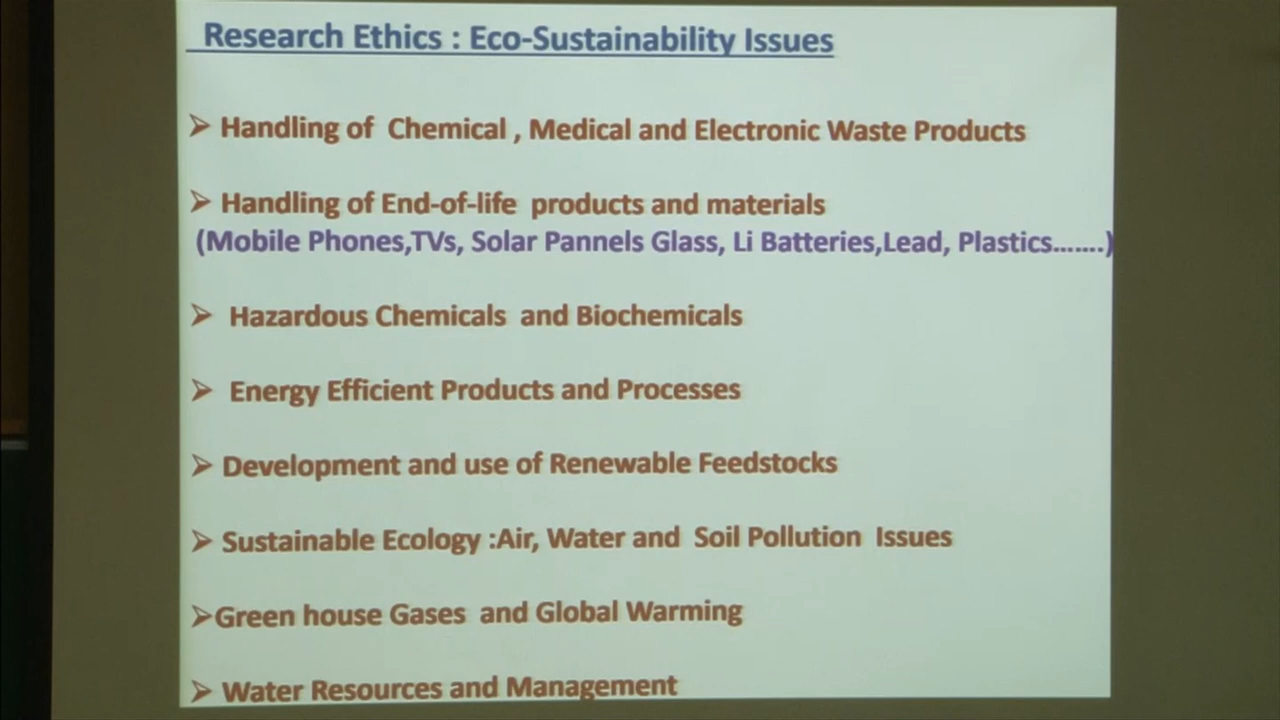 Research Ethics : Eco-Sustainability Issues
➢ Handling of Chemical , Medical and Electronic Waste Products
➢ Handling of End-of-life products and materials
(Mobile Phones,TVs, Solar Pannels Glass, Li Batteries,Lead, Plastics…….)
➢ Hazardous Chemicals and Biochemicals
➢ Energy Efficient Products and Processes
➢ Development and use of Renewable Feedstocks
➢ Sustainable Ecology :Air, Water and Soil Pollution Issues
➢Green house Gases and Global Warming
➢ Water Resources and Management